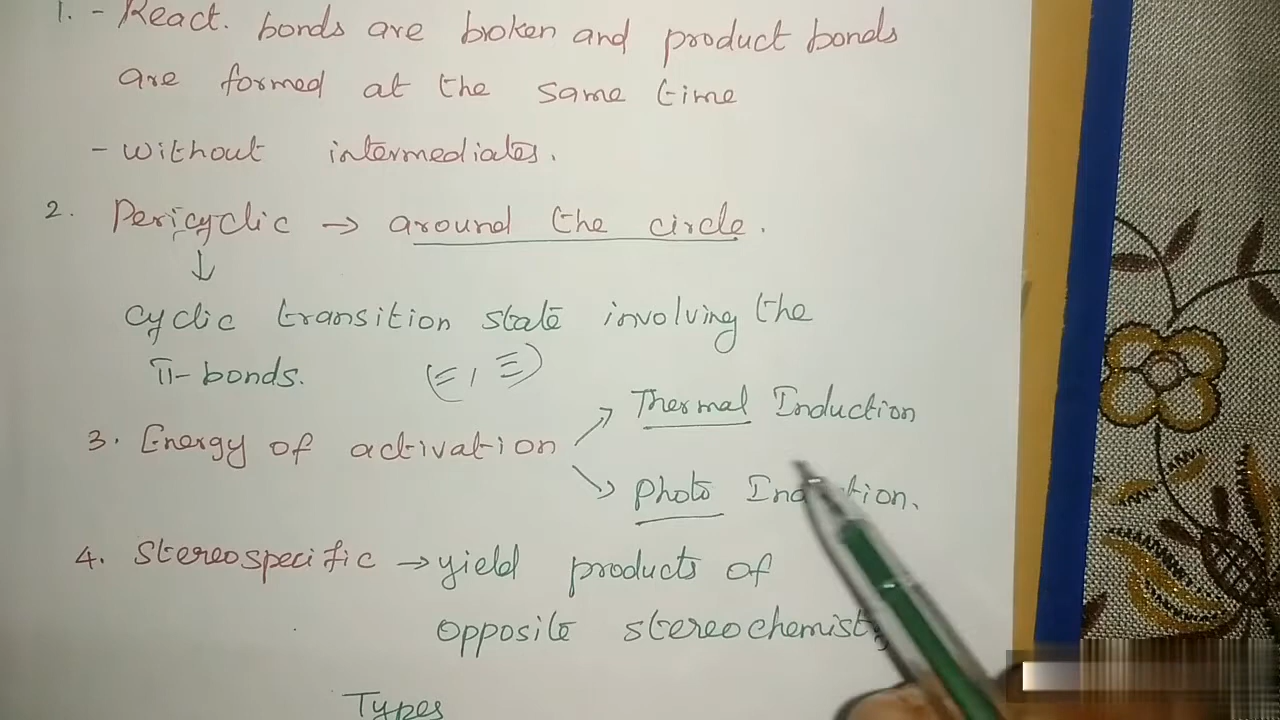 1. - React. bonds are broken and product bonds
are formed at the same time
- without intermediates.
2. Pericyclic → around the circle.
↓
cyclic transition state involving the
π-bonds. (=, ≡)
3. Energy of activation → Thermal Induction
→ Photo Induction.
4. Stereospecific → yield products of
opposite stereochemist
Types